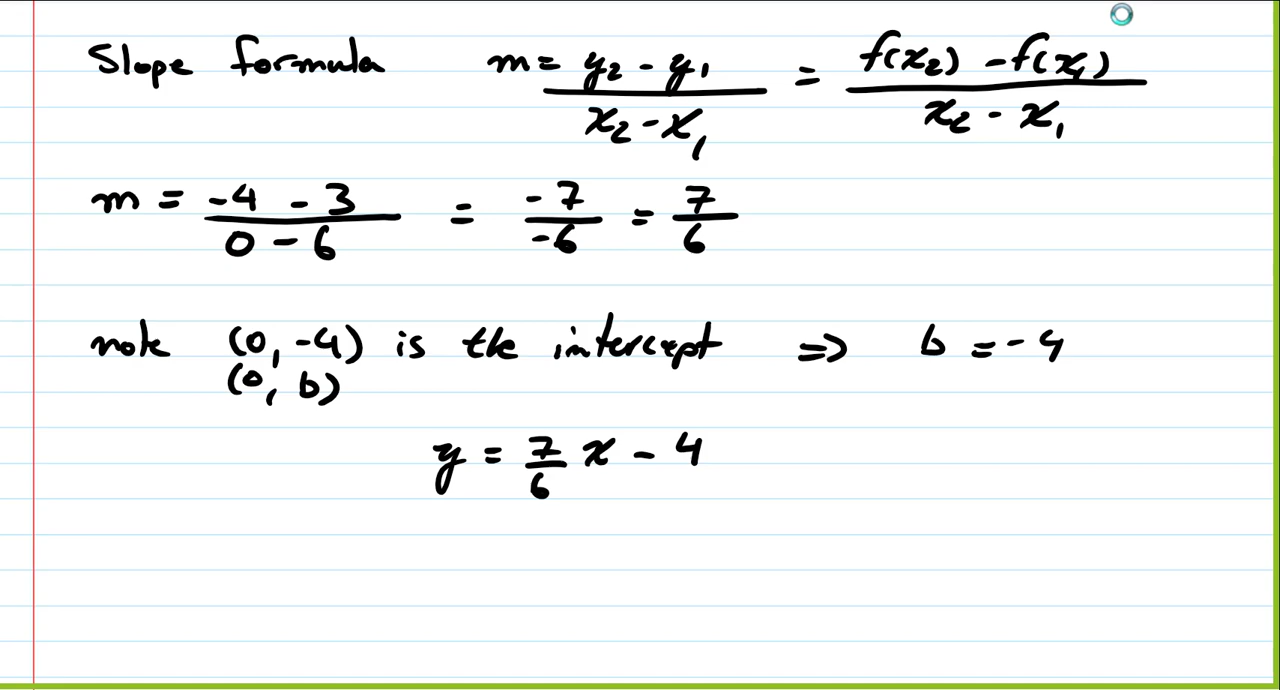 Slope formula m = y₂ - y₁ / x₂ - x₁ = f(x₂) - f(x₁) / x₂ - x₁
m = -4 - 3 / 0 - 6 = -7 / -6 = 7 / 6
note (0, -4) is the intercept => b = -4
(0, b)
y = 7/6 x - 4